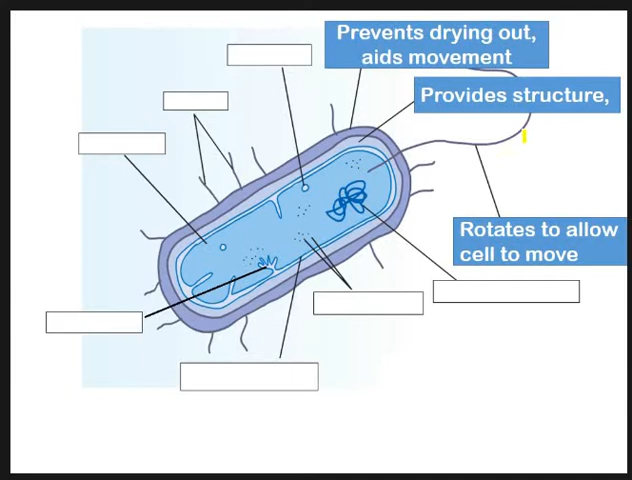 Prevents drying out,
aids movement
Provides structure,
Rotates to allow
cell to move